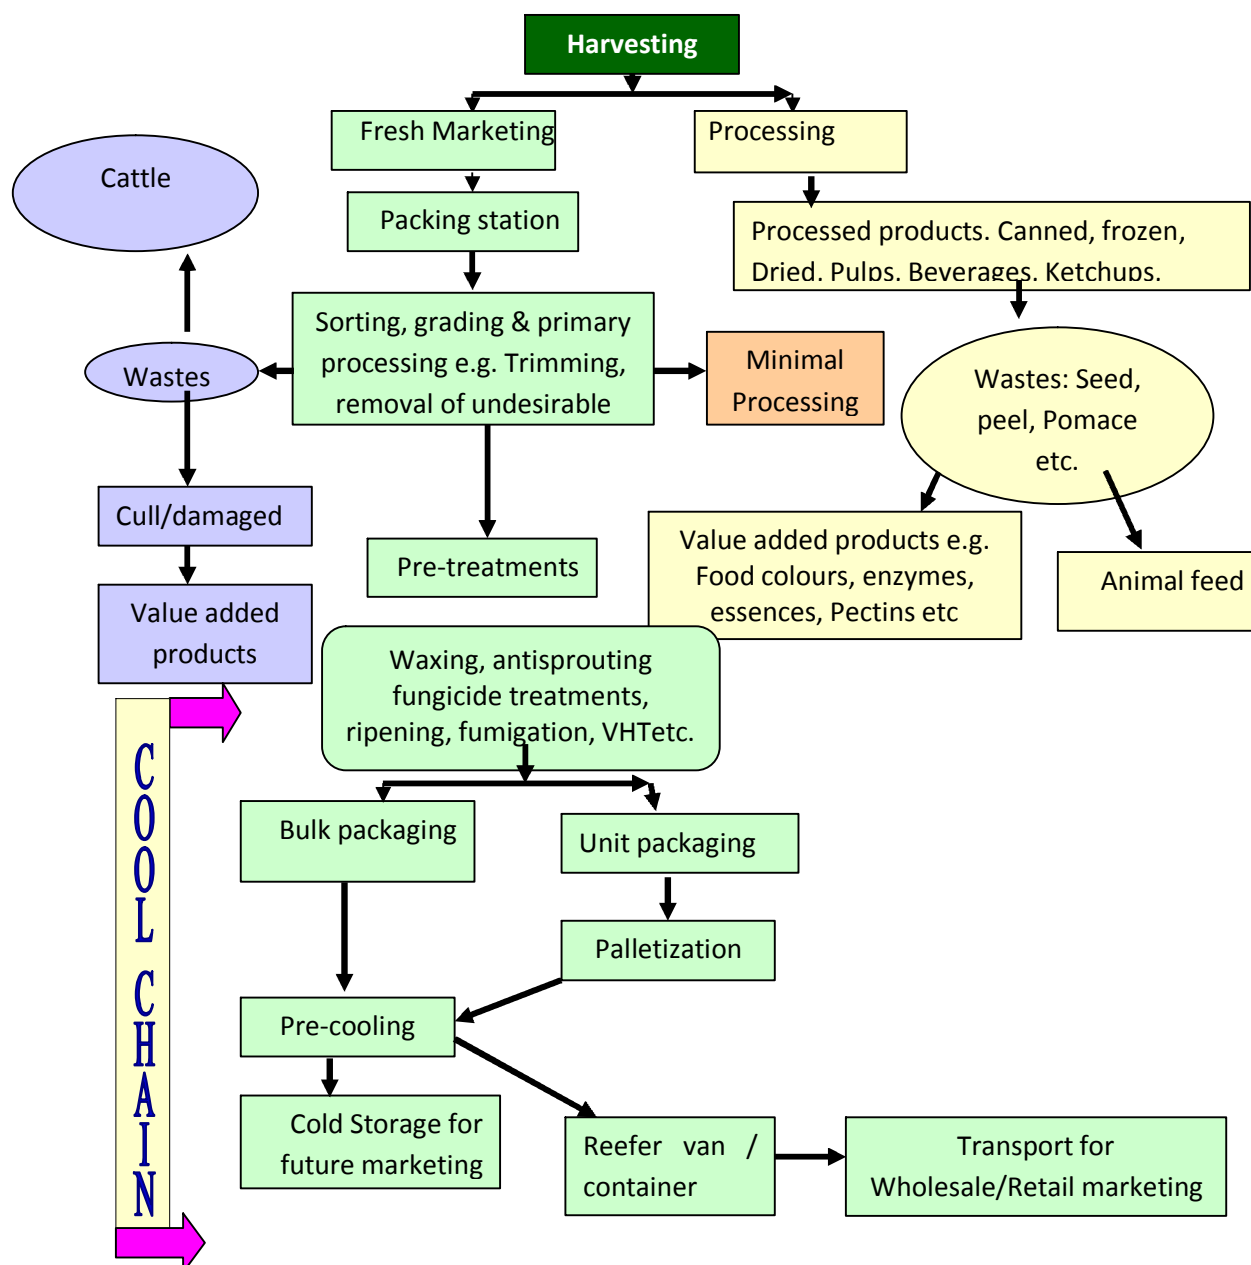 Harvesting
Fresh Marketing
Processing
Cattle
Packing station
Processed products. Canned, frozen,
Dried, Pulps, Beverages, Ketchups,
Sorting, grading & primary
processing e.g. Trimming,
removal of undesirable
Minimal
Processing
Wastes
Wastes: Seed,
peel, Pomace
etc.
Cull/damaged
Pre-treatments
Value added products e.g.
Food colours, enzymes,
essences, Pectins etc
Animal feed
Value added
products
Waxing, antisprouting
fungicide treatments,
ripening, fumigation, VHTetc.
COOL CHAIN
Bulk packaging
Unit packaging
Palletization
Pre-cooling
Cold Storage for
future marketing
Reefer van /
container
Transport for
Wholesale/Retail marketing